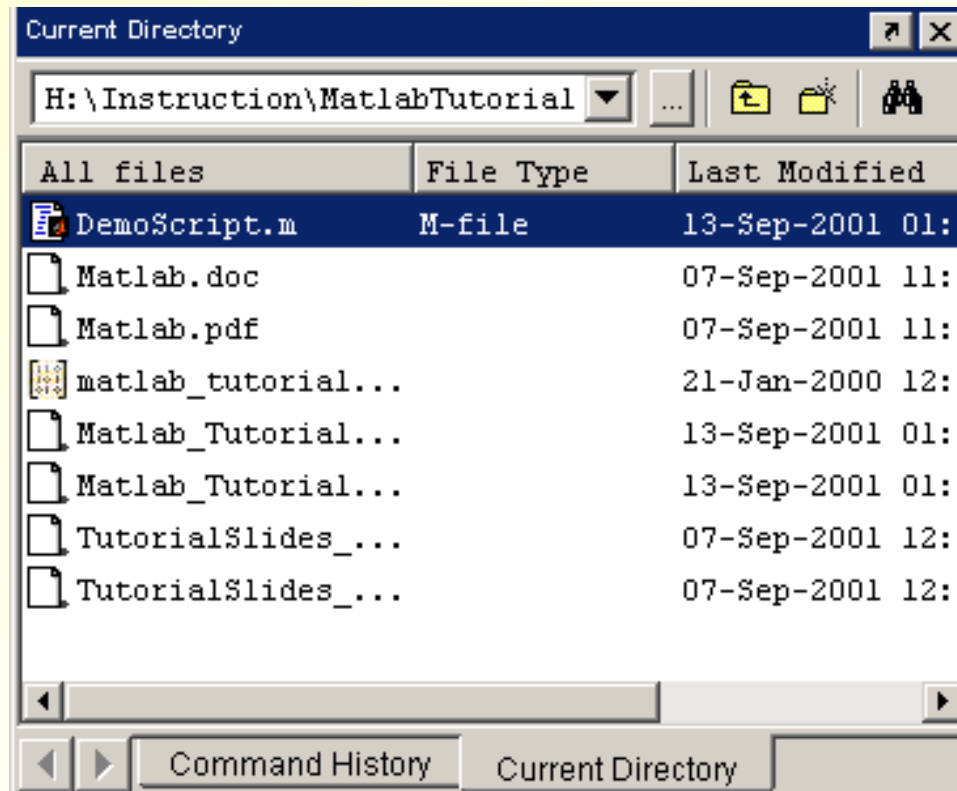 Current Directory
H:\Instruction\MatlabTutorial ...
All files File Type Last Modified
DemoScript.m M-file 13-Sep-2001 01:
Matlab.doc 07-Sep-2001 11:
Matlab.pdf 07-Sep-2001 11:
matlab_tutorial... 21-Jan-2000 12:
Matlab_Tutorial... 13-Sep-2001 01:
Matlab_Tutorial... 13-Sep-2001 01:
TutorialSlides_... 07-Sep-2001 12:
TutorialSlides_... 07-Sep-2001 12:
Command History Current Directory